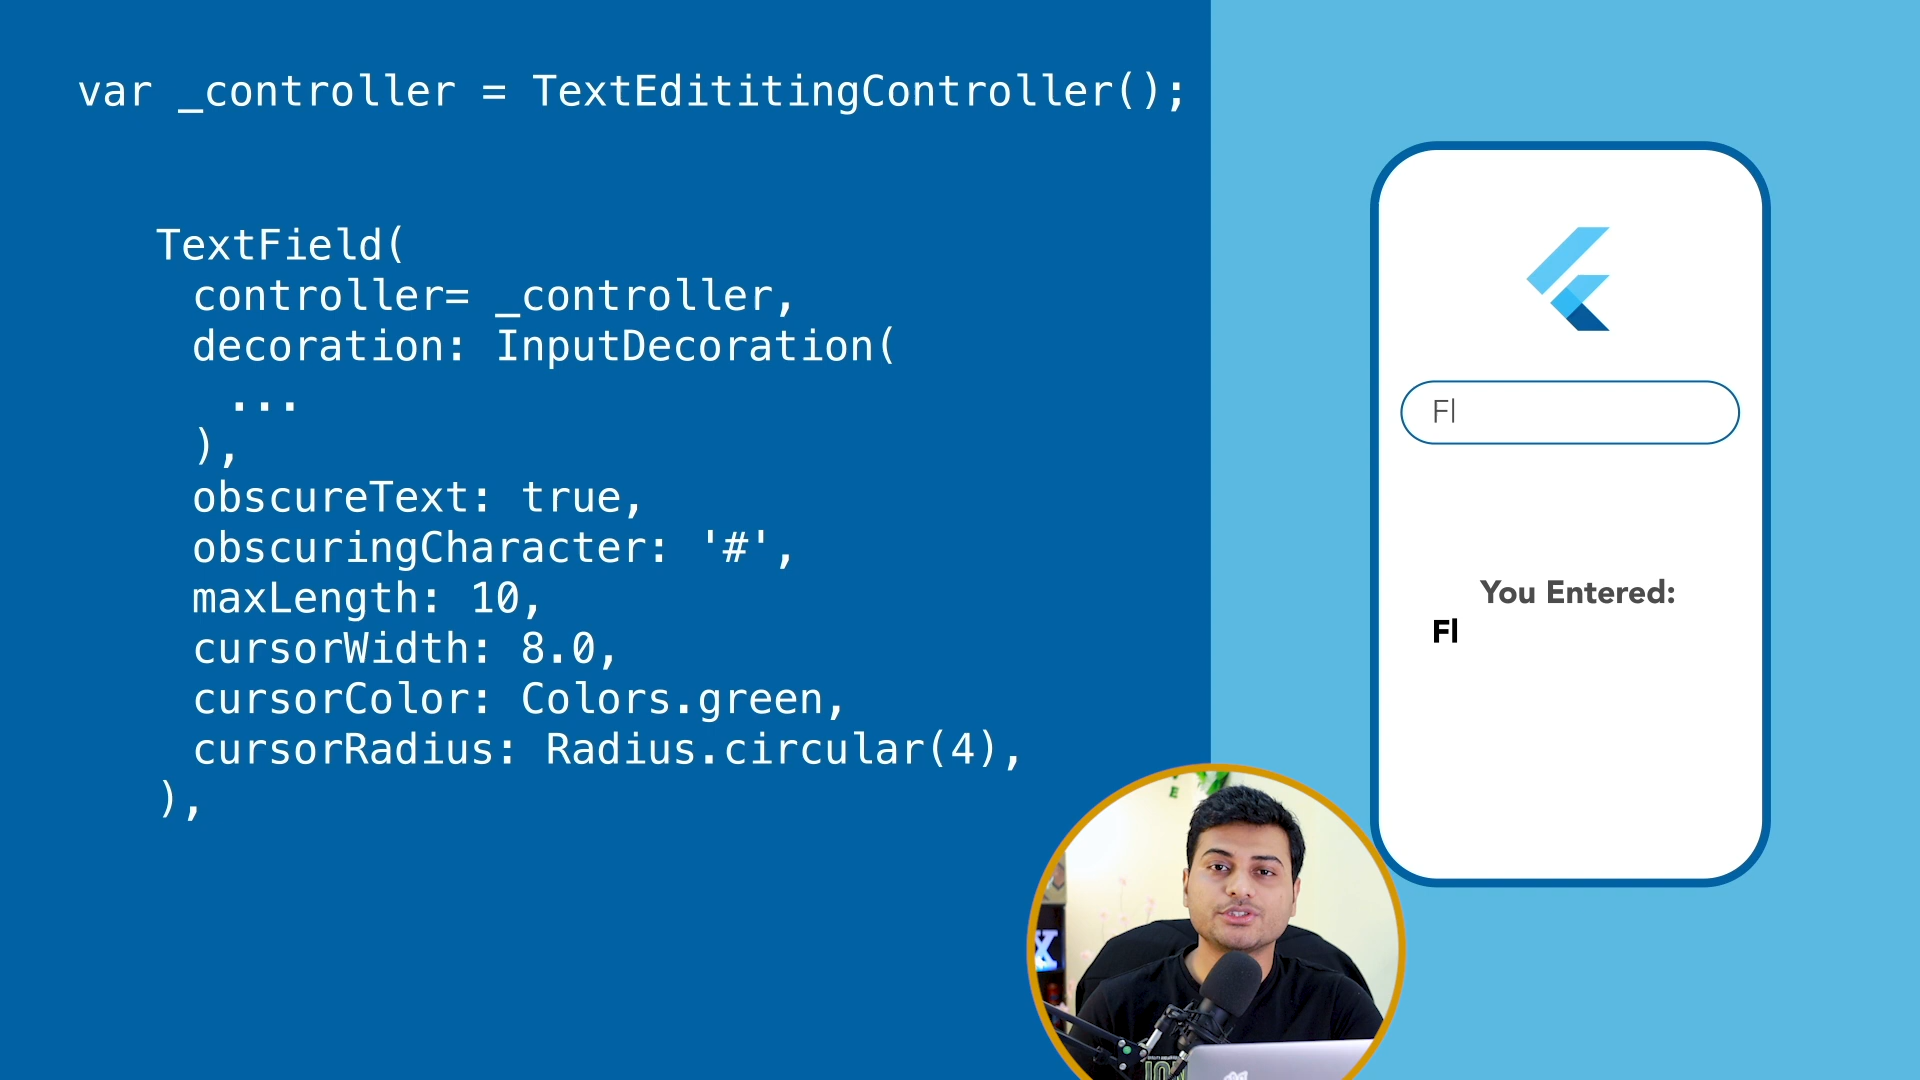 var _controller = TextEdititingController();
TextField(
controller= _controller,
decoration: InputDecoration(
...
),
obscureText: true,
obscuringCharacter: '#',
maxLength: 10,
cursorWidth: 8.0,
cursorColor: Colors.green,
cursorRadius: Radius.circular(4),
),
Fl
You Entered:
Fl
E
X